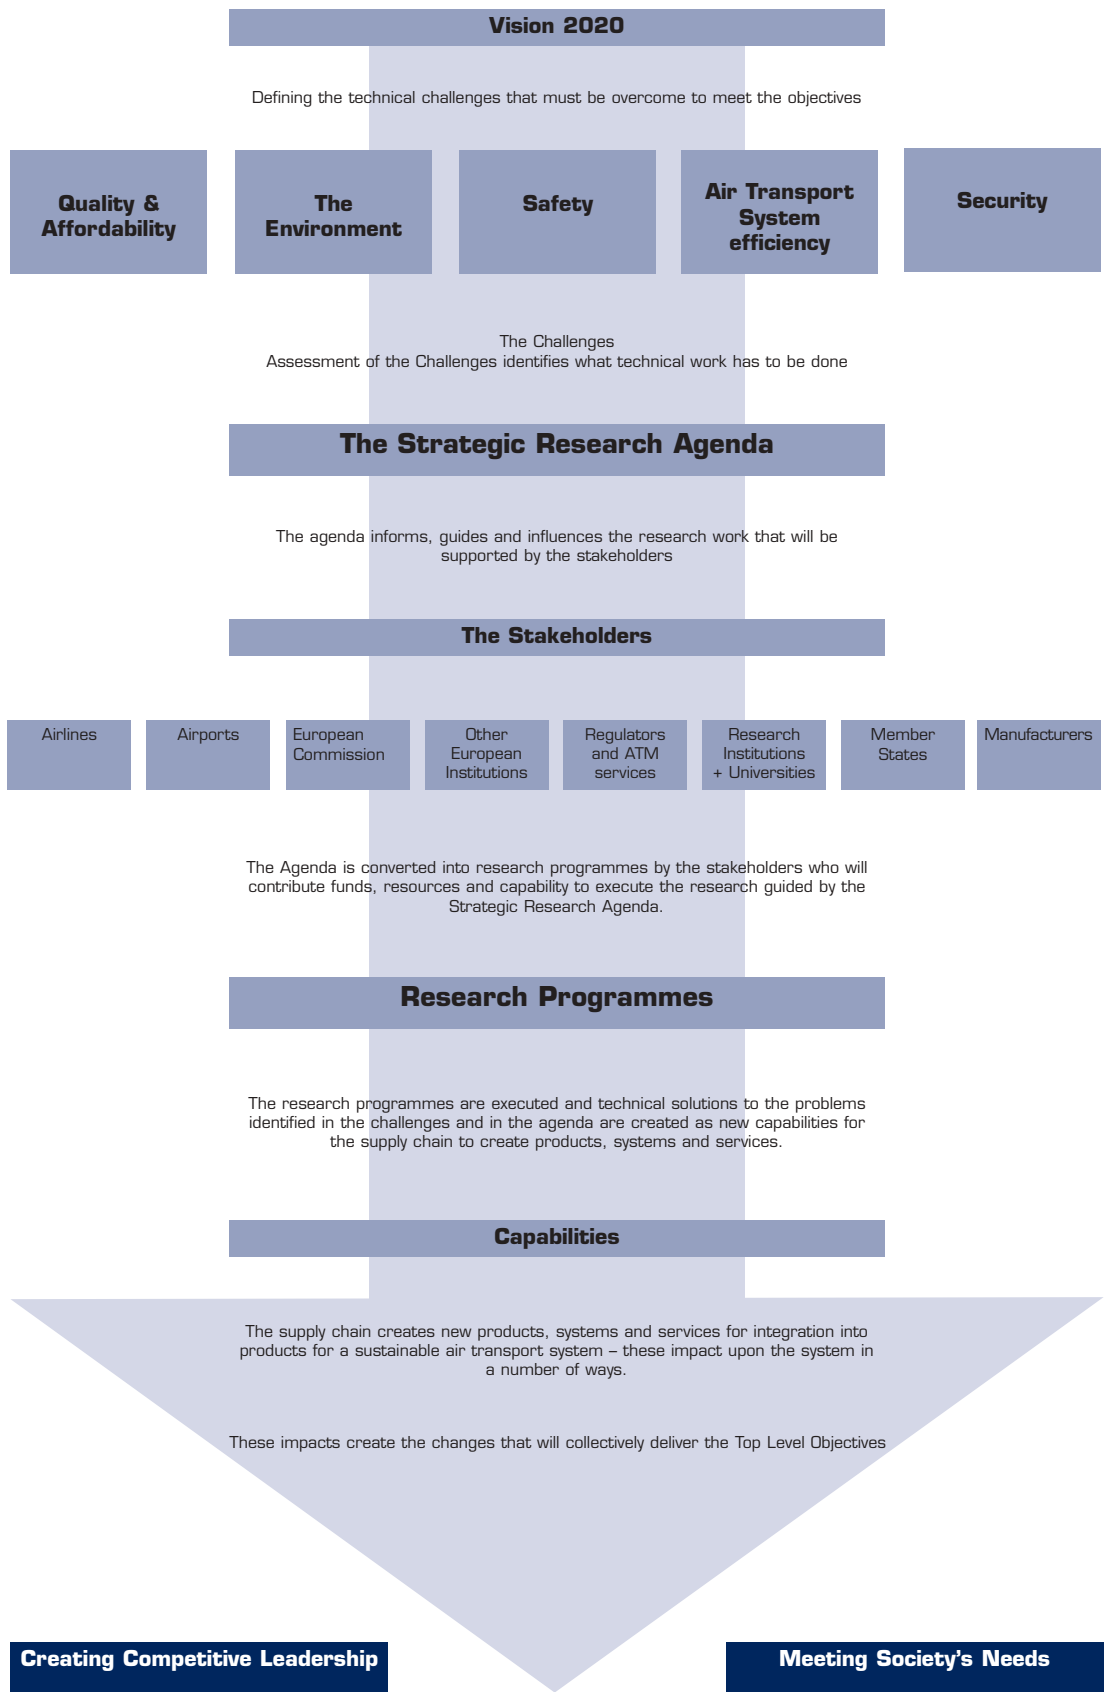 Vision 2020
Defining the technical challenges that must be overcome to meet the objectives
Quality &
Affordability
The
Environment
Safety
Air Transport
System
efficiency
Security
The Challenges
Assessment of the Challenges identifies what technical work has to be done
The Strategic Research Agenda
The agenda informs, guides and influences the research work that will be
supported by the stakeholders
The Stakeholders
Airlines
Airports
European
Commission
Other
European
Institutions
Regulators
and ATM
services
Research
Institutions
+ Universities
Member
States
Manufacturers
The Agenda is converted into research programmes by the stakeholders who will
contribute funds, resources and capability to execute the research guided by the
Strategic Research Agenda.
Research Programmes
The research programmes are executed and technical solutions to the problems
identified in the challenges and in the agenda are created as new capabilities for
the supply chain to create products, systems and services.
Capabilities
The supply chain creates new products, systems and services for integration into
products for a sustainable air transport system – these impact upon the system in
a number of ways.
These impacts create the changes that will collectively deliver the Top Level Objectives
Creating Competitive Leadership
Meeting Society's Needs